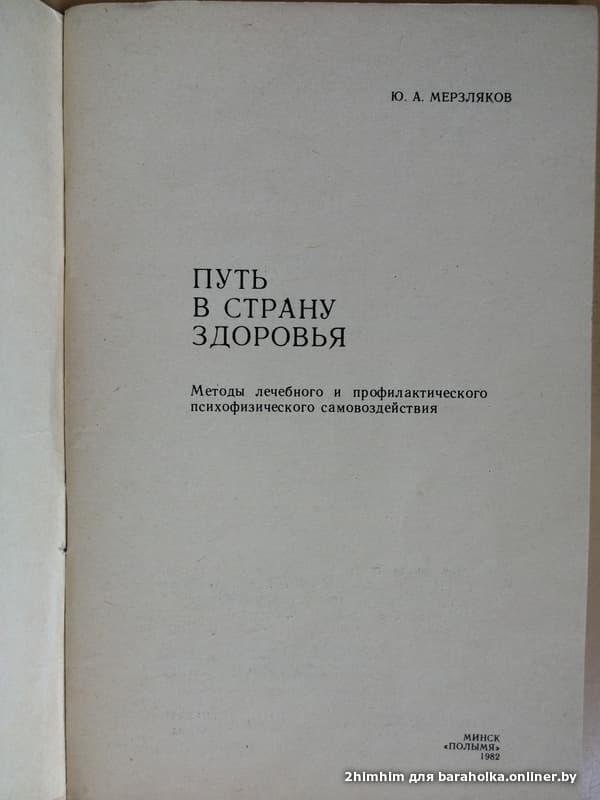 Ю. А. МЕРЗЛЯКОВ
ПУТЬ
В СТРАНУ
ЗДОРОВЬЯ
Методы лечебного и профилактического
психофизического самовоздействия
МИНСК
«ПОЛЫМЯ»
1982
2himhim для baraholka.onliner.by